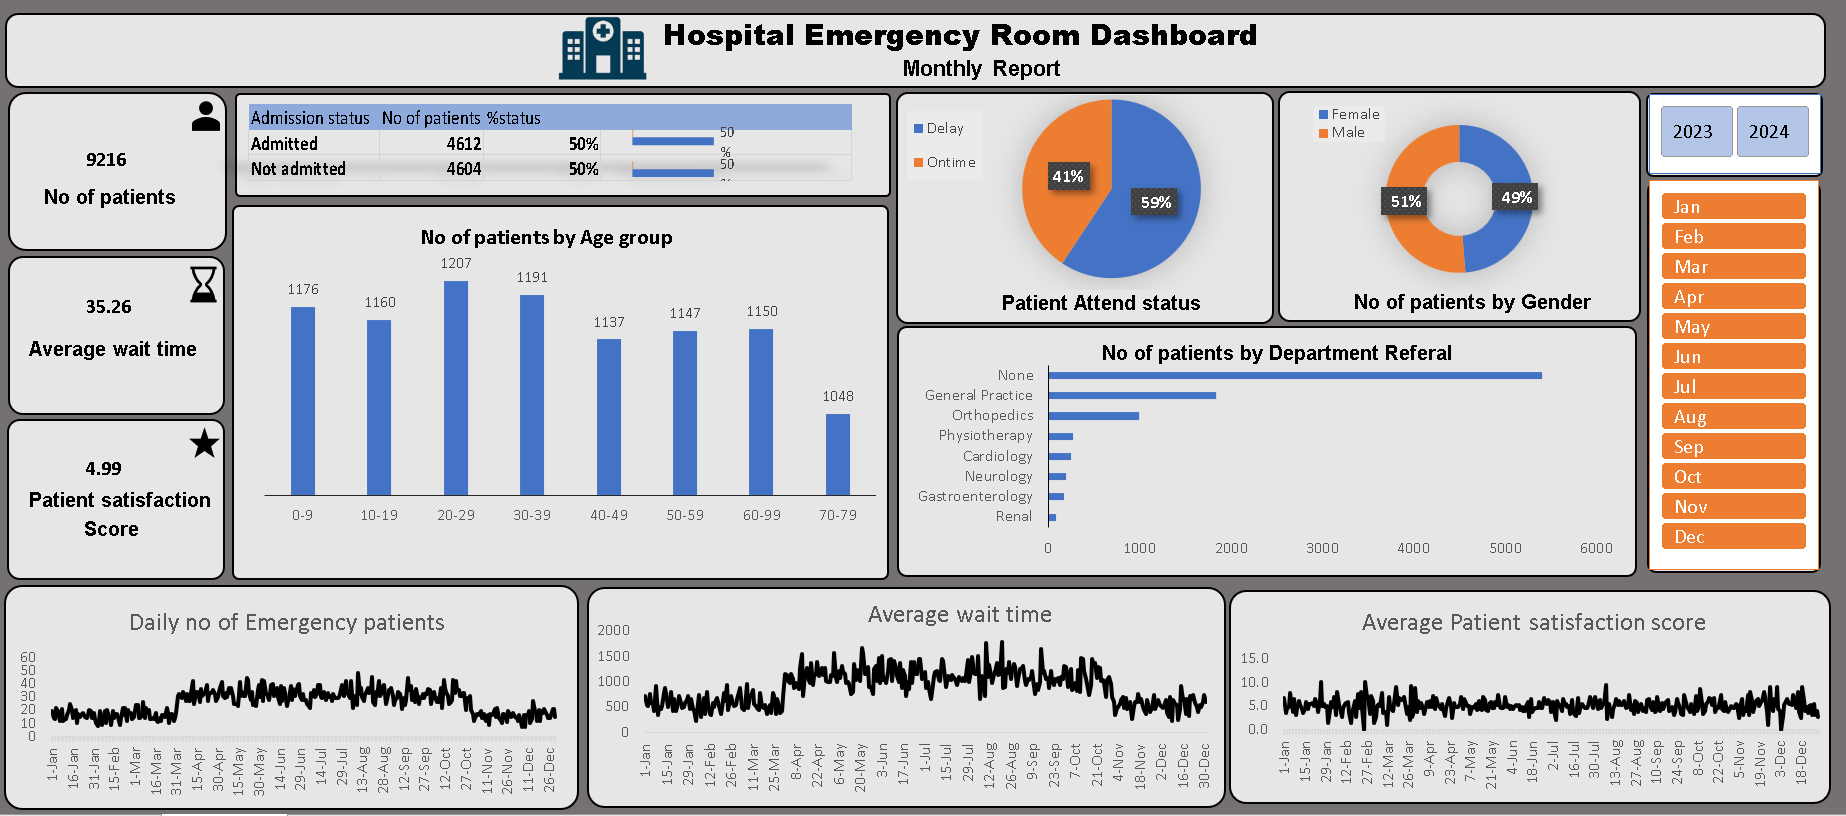 Hospital Emergency Room Dashboard
Monthly Report
9216
No of patients
35.26
Average wait time
4.99
Patient satisfaction
Score
Admission status No of patients %status
Admitted 4612 50% 50
%
Not admitted 4604 50% 50
No of patients by Age group
1176 1160 1207 1191 1137 1147 1150 1048
0-9 10-19 20-29 30-39 40-49 50-59 60-99 70-79
Delay
Ontime
41%
59%
Patient Attend status
Female
Male
51% 49%
No of patients by Gender
No of patients by Department Referal
None
General Practice
Orthopedics
Physiotherapy
Cardiology
Neurology
Gastroenterology
Renal
0 1000 2000 3000 4000 5000 6000
2023 2024
Jan
Feb
Mar
Apr
May
Jun
Jul
Aug
Sep
Oct
Nov
Dec
Daily no of Emergency patients
60
50
40
30
20
10
0
1-Jan 16-Jan 31-Jan 15-Feb 1-Mar 16-Mar 31-Mar 15-Apr 30-Apr 15-May 30-May 14-Jun 29-Jun 14-Jul 29-Jul 13-Aug 28-Aug 12-Sep 27-Sep 12-Oct 27-Oct 11-Nov 26-Nov 11-Dec 26-Dec
Average wait time
2000
1500
1000
500
0
1-Jan 15-Jan 29-Jan 12-Feb 26-Feb 11-Mar 25-Mar 8-Apr 22-Apr 6-May 20-May 3-Jun 17-Jun 1-Jul 15-Jul 29-Jul 12-Aug 26-Aug 9-Sep 23-Sep 7-Oct 21-Oct 4-Nov 18-Nov 2-Dec 16-Dec 30-Dec
Average Patient satisfaction score
15.0
10.0
5.0
0.0
1-Jan 15-Jan 29-Jan 12-Feb 27-Feb 12-Mar 26-Mar 9-Apr 23-Apr 7-May 21-May 4-Jun 18-Jun 2-Jul 16-Jul 30-Jul 13-Aug 27-Aug 10-Sep 24-Sep 8-Oct 22-Oct 5-Nov 19-Nov 3-Dec 18-Dec